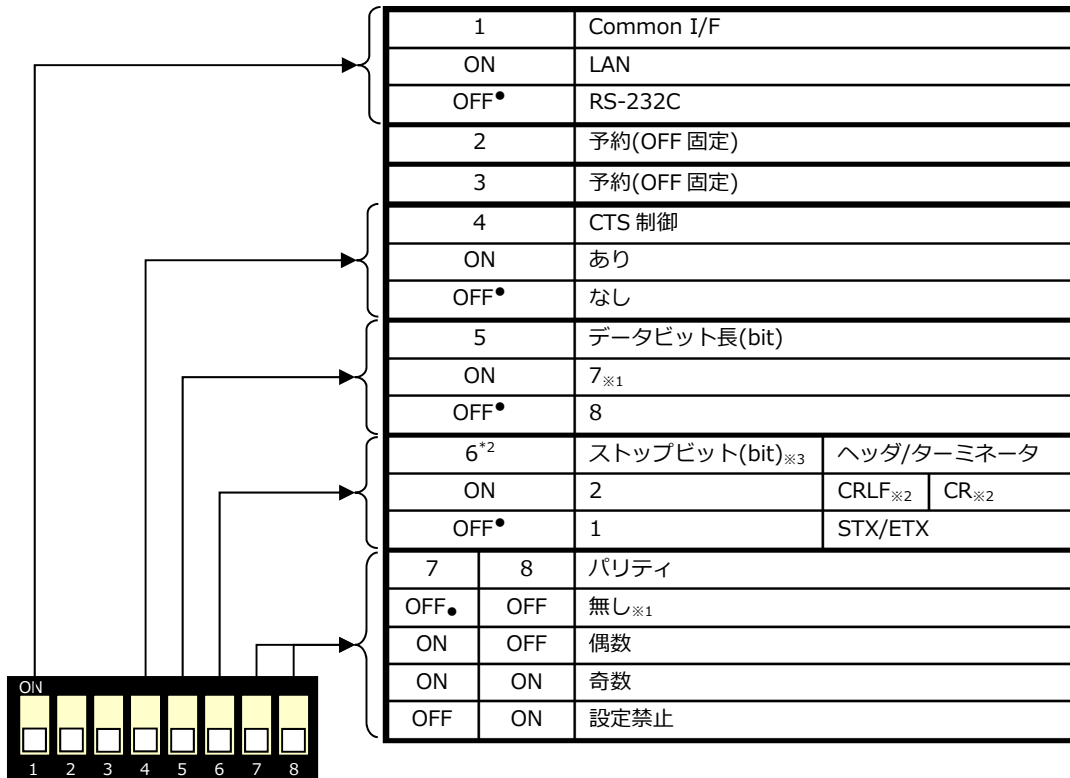 1 Common I/F
ON LAN
OFF● RS-232C
2 予約(OFF 固定)
3 予約(OFF 固定)
4 CTS 制御
ON あり
OFF● なし
5 データビット長(bit)
ON 7※1
OFF● 8
6*2 ストップビット(bit)※3 ヘッダ/ターミネータ
ON 2 CRLF※2 CR※2
OFF● 1 STX/ETX
7 8 パリティ
OFF● OFF 無し※1
ON OFF 偶数
ON ON 奇数
OFF ON 設定禁止
ON
1 2 3 4 5 6 7 8